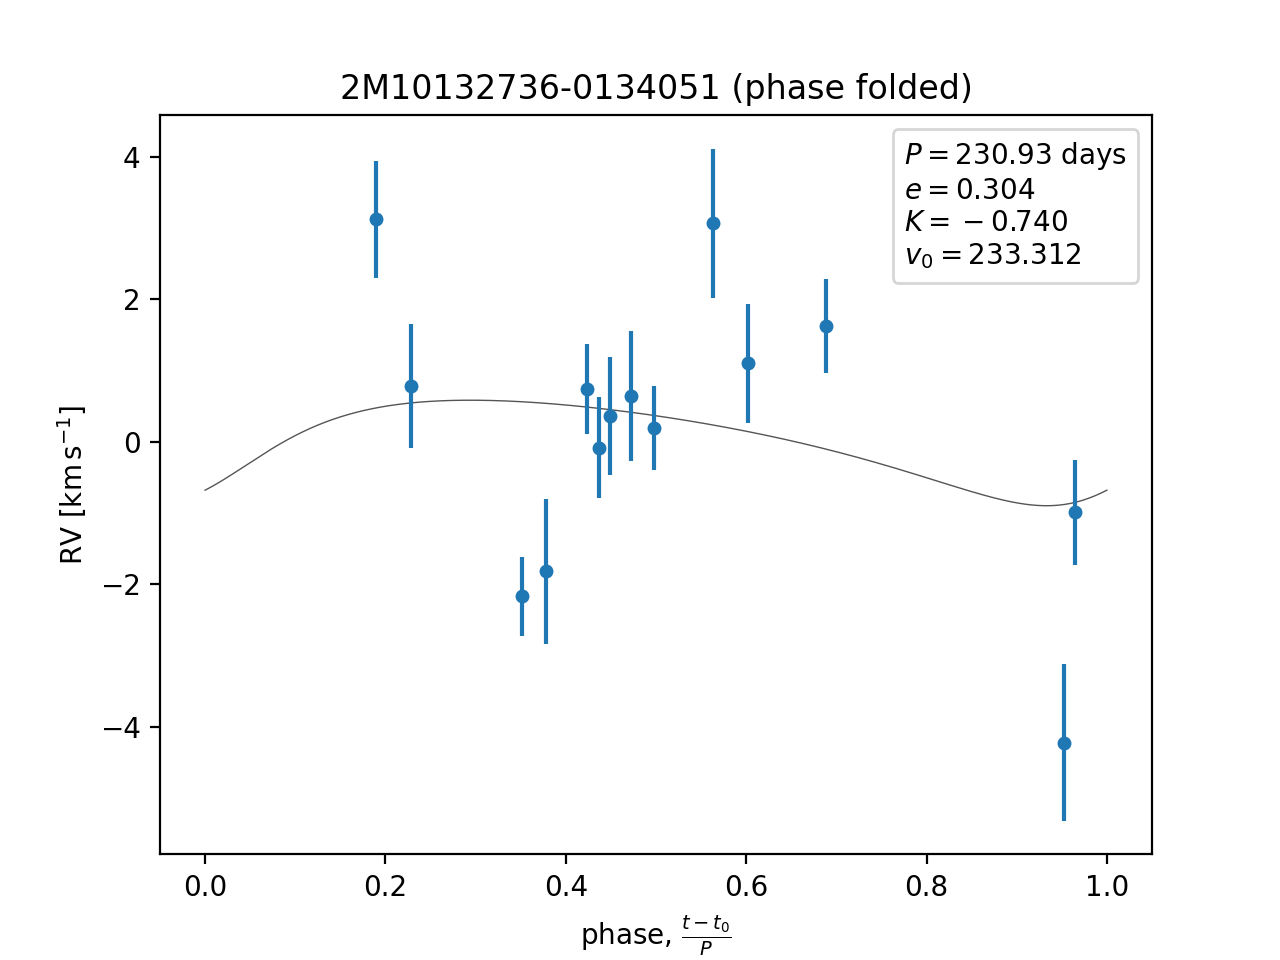 2M10132736-0134051 (phase folded)
P = 230.93 days
e = 0.304
K = −0.740
v₀ = 233.312
4
2
0
−2
−4
RV [km s⁻¹]
0.0 0.2 0.4 0.6 0.8 1.0
phase, (t − t₀)/P